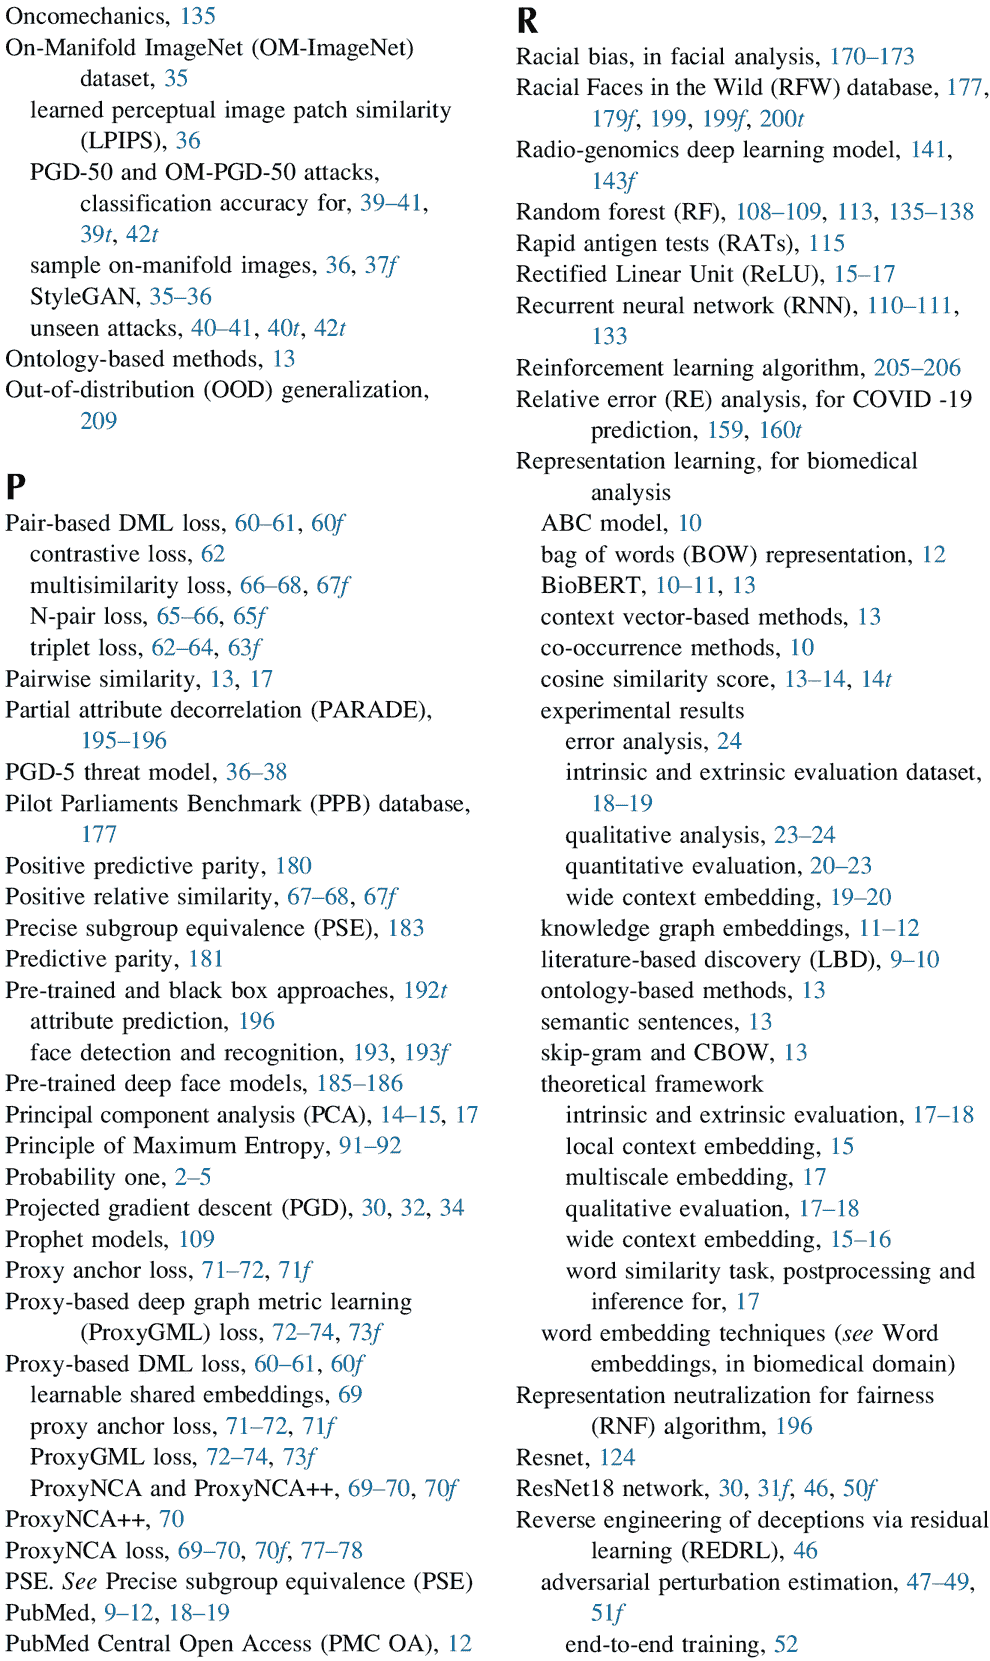 Oncomechanics, 135
On-Manifold ImageNet (OM-ImageNet)
dataset, 35
learned perceptual image patch similarity
(LPIPS), 36
PGD-50 and OM-PGD-50 attacks,
classification accuracy for, 39–41,
39t, 42t
sample on-manifold images, 36, 37f
StyleGAN, 35–36
unseen attacks, 40–41, 40t, 42t
Ontology-based methods, 13
Out-of-distribution (OOD) generalization,
209
P
Pair-based DML loss, 60–61, 60f
contrastive loss, 62
multisimilarity loss, 66–68, 67f
N-pair loss, 65–66, 65f
triplet loss, 62–64, 63f
Pairwise similarity, 13, 17
Partial attribute decorrelation (PARADE),
195–196
PGD-5 threat model, 36–38
Pilot Parliaments Benchmark (PPB) database,
177
Positive predictive parity, 180
Positive relative similarity, 67–68, 67f
Precise subgroup equivalence (PSE), 183
Predictive parity, 181
Pre-trained and black box approaches, 192t
attribute prediction, 196
face detection and recognition, 193, 193f
Pre-trained deep face models, 185–186
Principal component analysis (PCA), 14–15, 17
Principle of Maximum Entropy, 91–92
Probability one, 2–5
Projected gradient descent (PGD), 30, 32, 34
Prophet models, 109
Proxy anchor loss, 71–72, 71f
Proxy-based deep graph metric learning
(ProxyGML) loss, 72–74, 73f
Proxy-based DML loss, 60–61, 60f
learnable shared embeddings, 69
proxy anchor loss, 71–72, 71f
ProxyGML loss, 72–74, 73f
ProxyNCA and ProxyNCA++, 69–70, 70f
ProxyNCA++, 70
ProxyNCA loss, 69–70, 70f, 77–78
PSE. See Precise subgroup equivalence (PSE)
PubMed, 9–12, 18–19
PubMed Central Open Access (PMC OA), 12
R
Racial bias, in facial analysis, 170–173
Racial Faces in the Wild (RFW) database, 177,
179f, 199, 199f, 200t
Radio-genomics deep learning model, 141,
143f
Random forest (RF), 108–109, 113, 135–138
Rapid antigen tests (RATs), 115
Rectified Linear Unit (ReLU), 15–17
Recurrent neural network (RNN), 110–111,
133
Reinforcement learning algorithm, 205–206
Relative error (RE) analysis, for COVID -19
prediction, 159, 160t
Representation learning, for biomedical
analysis
ABC model, 10
bag of words (BOW) representation, 12
BioBERT, 10–11, 13
context vector-based methods, 13
co-occurrence methods, 10
cosine similarity score, 13–14, 14t
experimental results
error analysis, 24
intrinsic and extrinsic evaluation dataset,
18–19
qualitative analysis, 23–24
quantitative evaluation, 20–23
wide context embedding, 19–20
knowledge graph embeddings, 11–12
literature-based discovery (LBD), 9–10
ontology-based methods, 13
semantic sentences, 13
skip-gram and CBOW, 13
theoretical framework
intrinsic and extrinsic evaluation, 17–18
local context embedding, 15
multiscale embedding, 17
qualitative evaluation, 17–18
wide context embedding, 15–16
word similarity task, postprocessing and
inference for, 17
word embedding techniques (see Word
embeddings, in biomedical domain)
Representation neutralization for fairness
(RNF) algorithm, 196
Resnet, 124
ResNet18 network, 30, 31f, 46, 50f
Reverse engineering of deceptions via residual
learning (REDRL), 46
adversarial perturbation estimation, 47–49,
51f
end-to-end training, 52